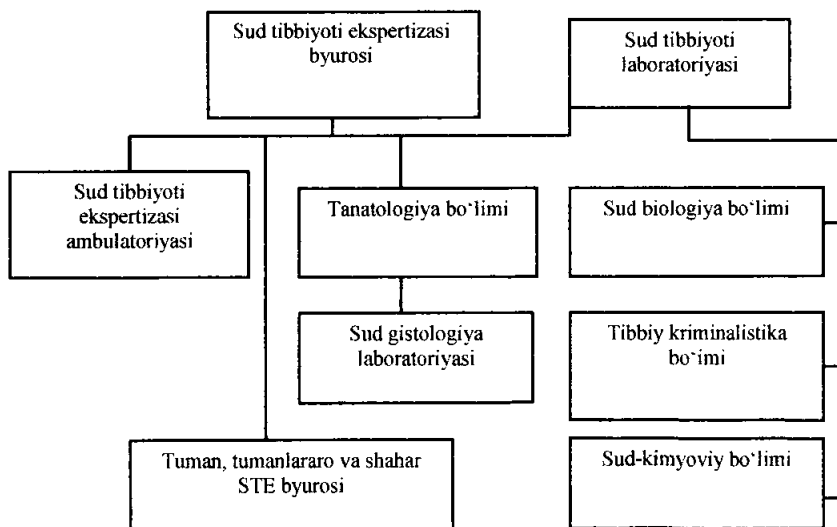 Sud tibbiyoti ekspertizasi
byurosi
Sud tibbiyoti
laboratoriyasi
Sud tibbiyoti
ekspertizasi
ambulatoriyasi
Tanatologiya bo‘limi
Sud biologiya bo‘limi
Sud gistologiya
laboratoriyasi
Tibbiy kriminalistika
bo‘imi
Tuman, tumanlararo va shahar
STE byurosi
Sud-kimyoviy bo‘limi